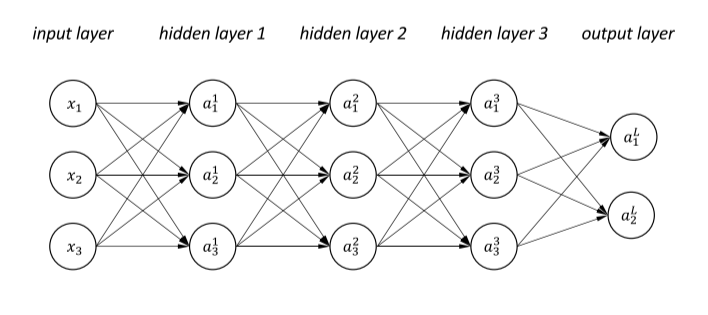 input layer hidden layer 1 hidden layer 2 hidden layer 3 output layer
x₁ a₁¹ a₁² a₁³ a₁ᴸ
x₂ a₂¹ a₂² a₂³ a₂ᴸ
x₃ a₃¹ a₃² a₃³